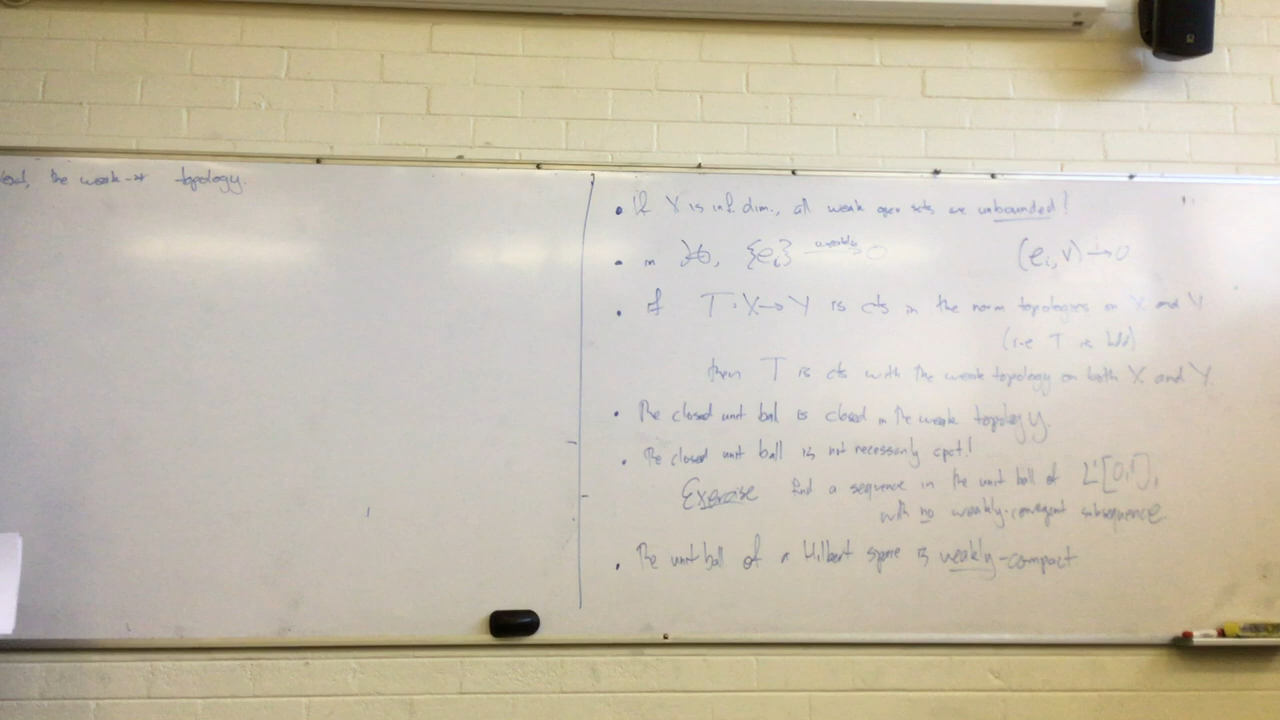 the weak-* topology.
• If X is inf. dim., all weak open sets are unbounded!
• in H, {e_i} weakly→ 0 (e_i, v) → 0
• if T: X → Y is cts in the norm topologies on X and Y
(i.e. T is bdd)
then T is cts with the weak topology on both X and Y.
• The closed unit ball is closed in the weak topology.
• The closed unit ball is not necessarily cpct!
Exercise find a sequence in the unit ball of L¹[0,1],
with no weakly-convergent subsequence
• The unit ball of a Hilbert space is weakly-compact